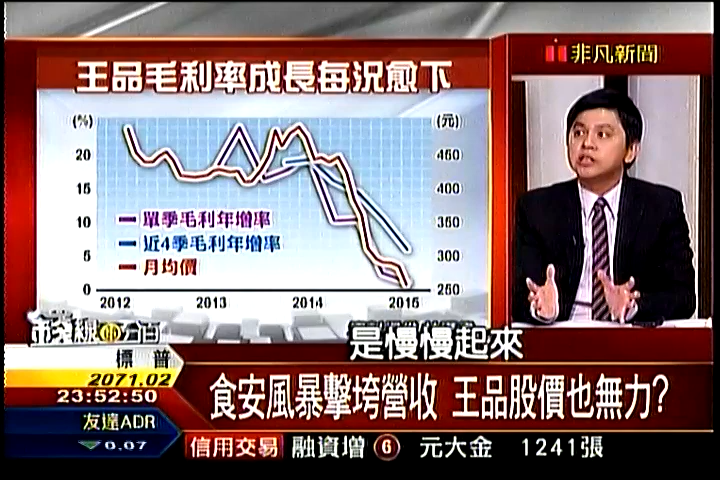 非凡新聞
王品毛利率成長每況愈下
(%)
(元)
20
15
10
5
0
450
400
350
300
250
單季毛利年增率
近4季毛利年增率
月均價
2012
2013
2014
2015
是慢慢起來
標普
2071.02
23:52:50
友達ADR
0.07
食安風暴擊垮營收 王品股價也無力?
信用交易 融資增 6 元大金 1241張